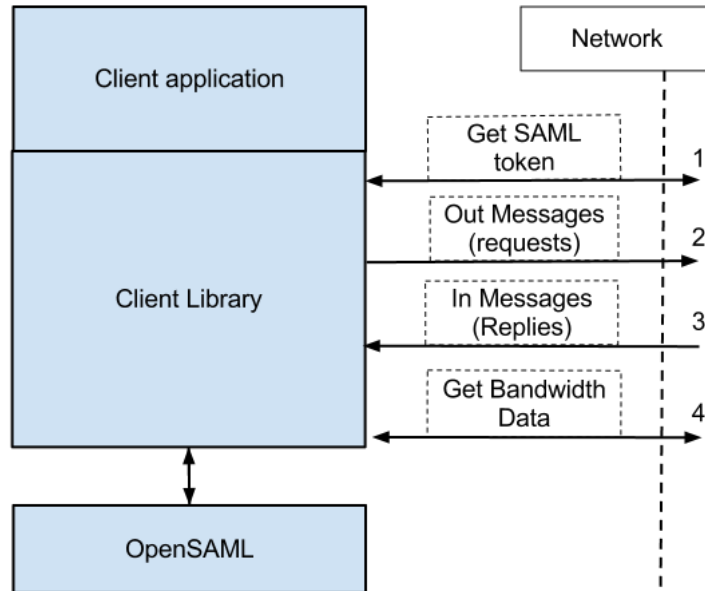 Client application
Network
Get SAML
token
1
Out Messages
(requests)
2
Client Library
In Messages
(Replies)
3
Get Bandwidth
Data
4
OpenSAML